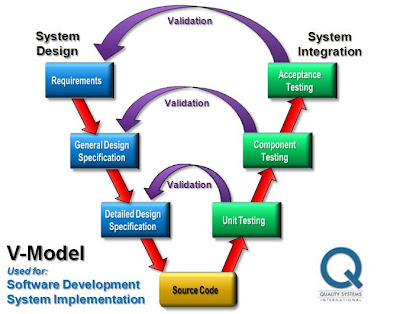 Validation
System
Design
System
Integration
Requirements
Acceptance
Testing
Validation
General Design
Specification
Component
Testing
Validation
Detailed Design
Specification
Unit Testing
V-Model
Used for:
Software Development
System Implementation
Source Code
Q
QUALITY SYSTEMS
INTERNATIONAL